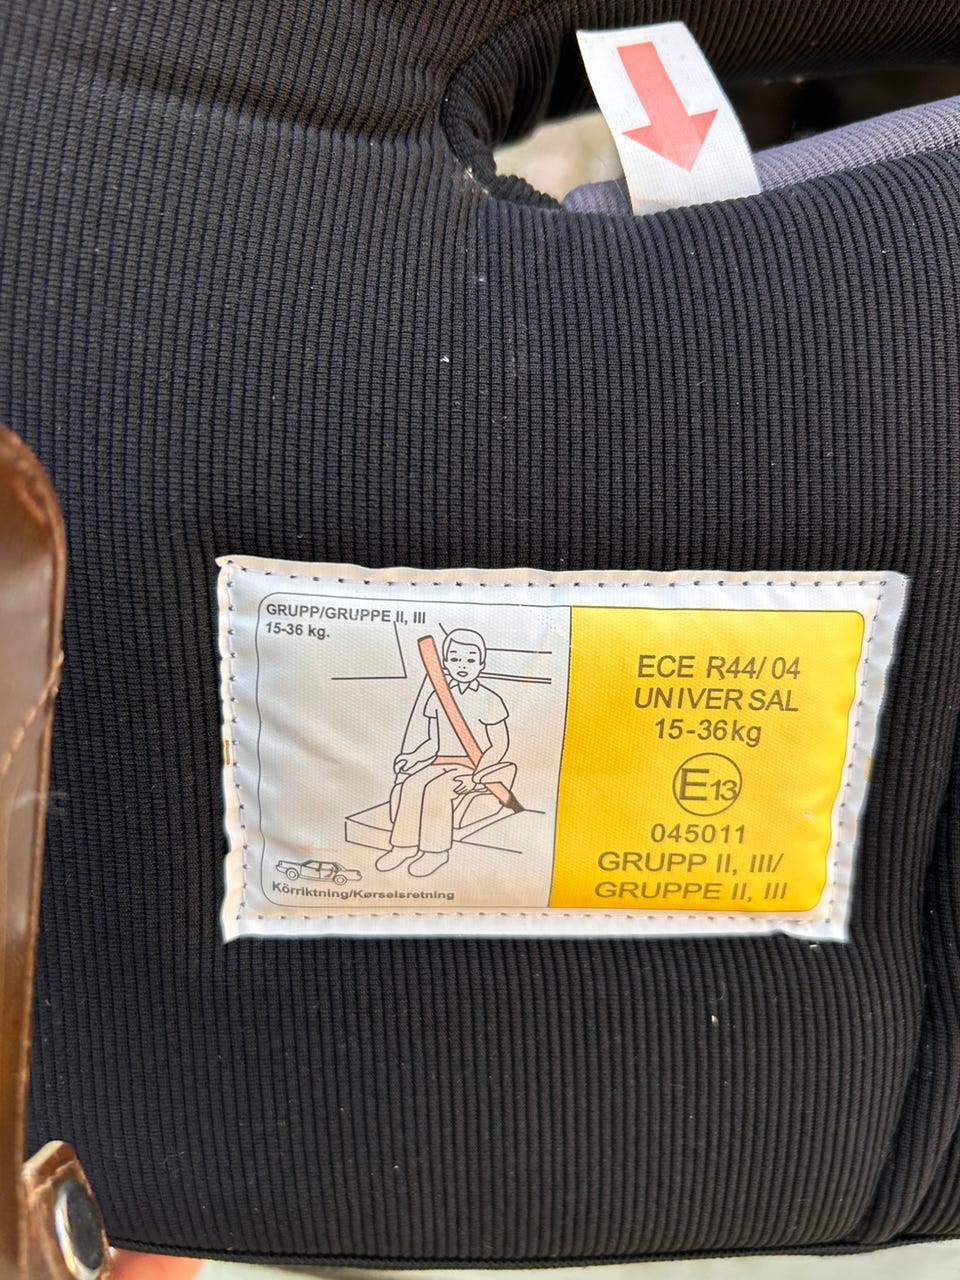 GRUPP/GRUPPE II, III
15-36 kg.
Körriktning/Kørselsretning
ECE R44/04
UNIVERSAL
15-36kg
E13
045011
GRUPP II, III/
GRUPPE II, III